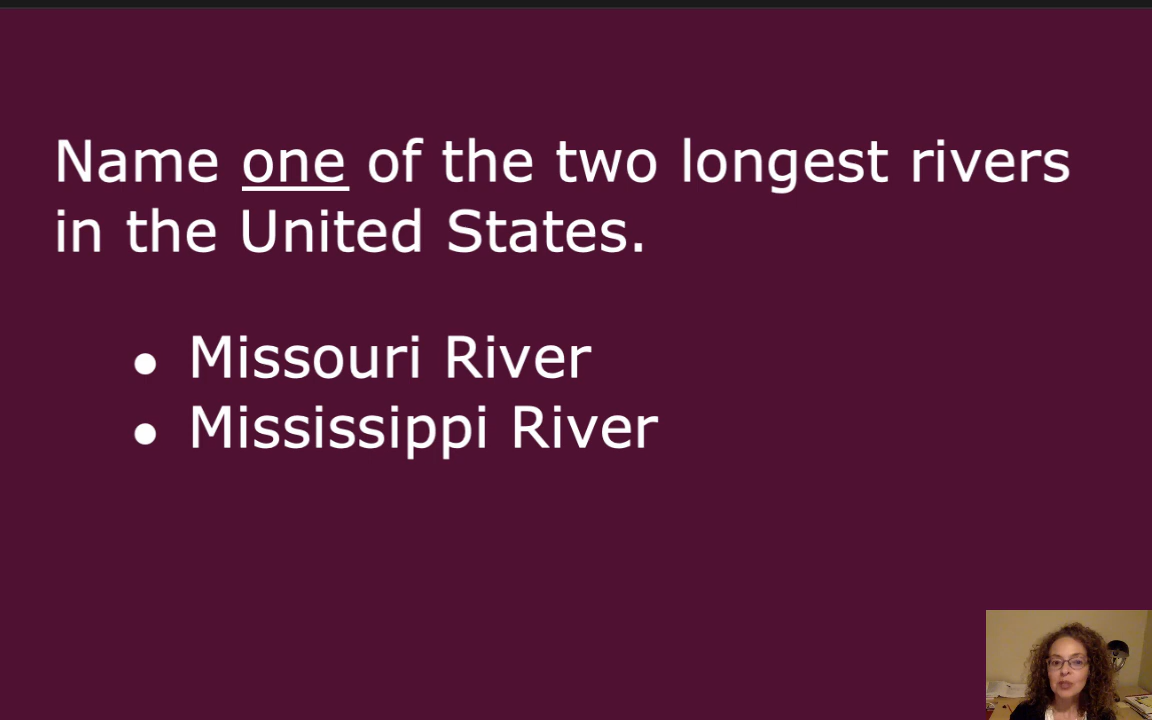 Name one of the two longest rivers
in the United States.
● Missouri River
● Mississippi River